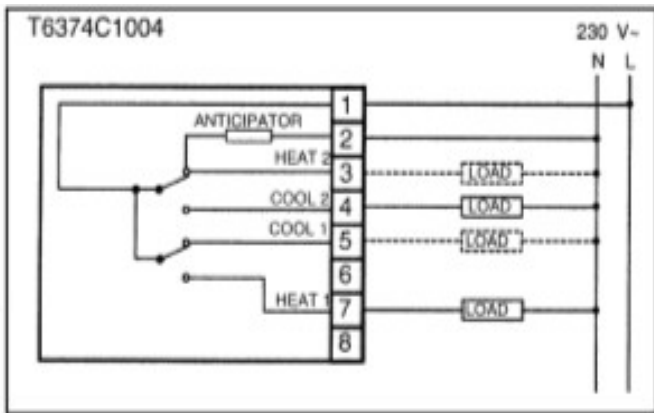 T6374C1004
230 V~
N L
1
ANTICIPATOR 2
HEAT 2 3 LOAD
COOL 2 4 LOAD
COOL 1 5 LOAD
6
HEAT 1 7 LOAD
8